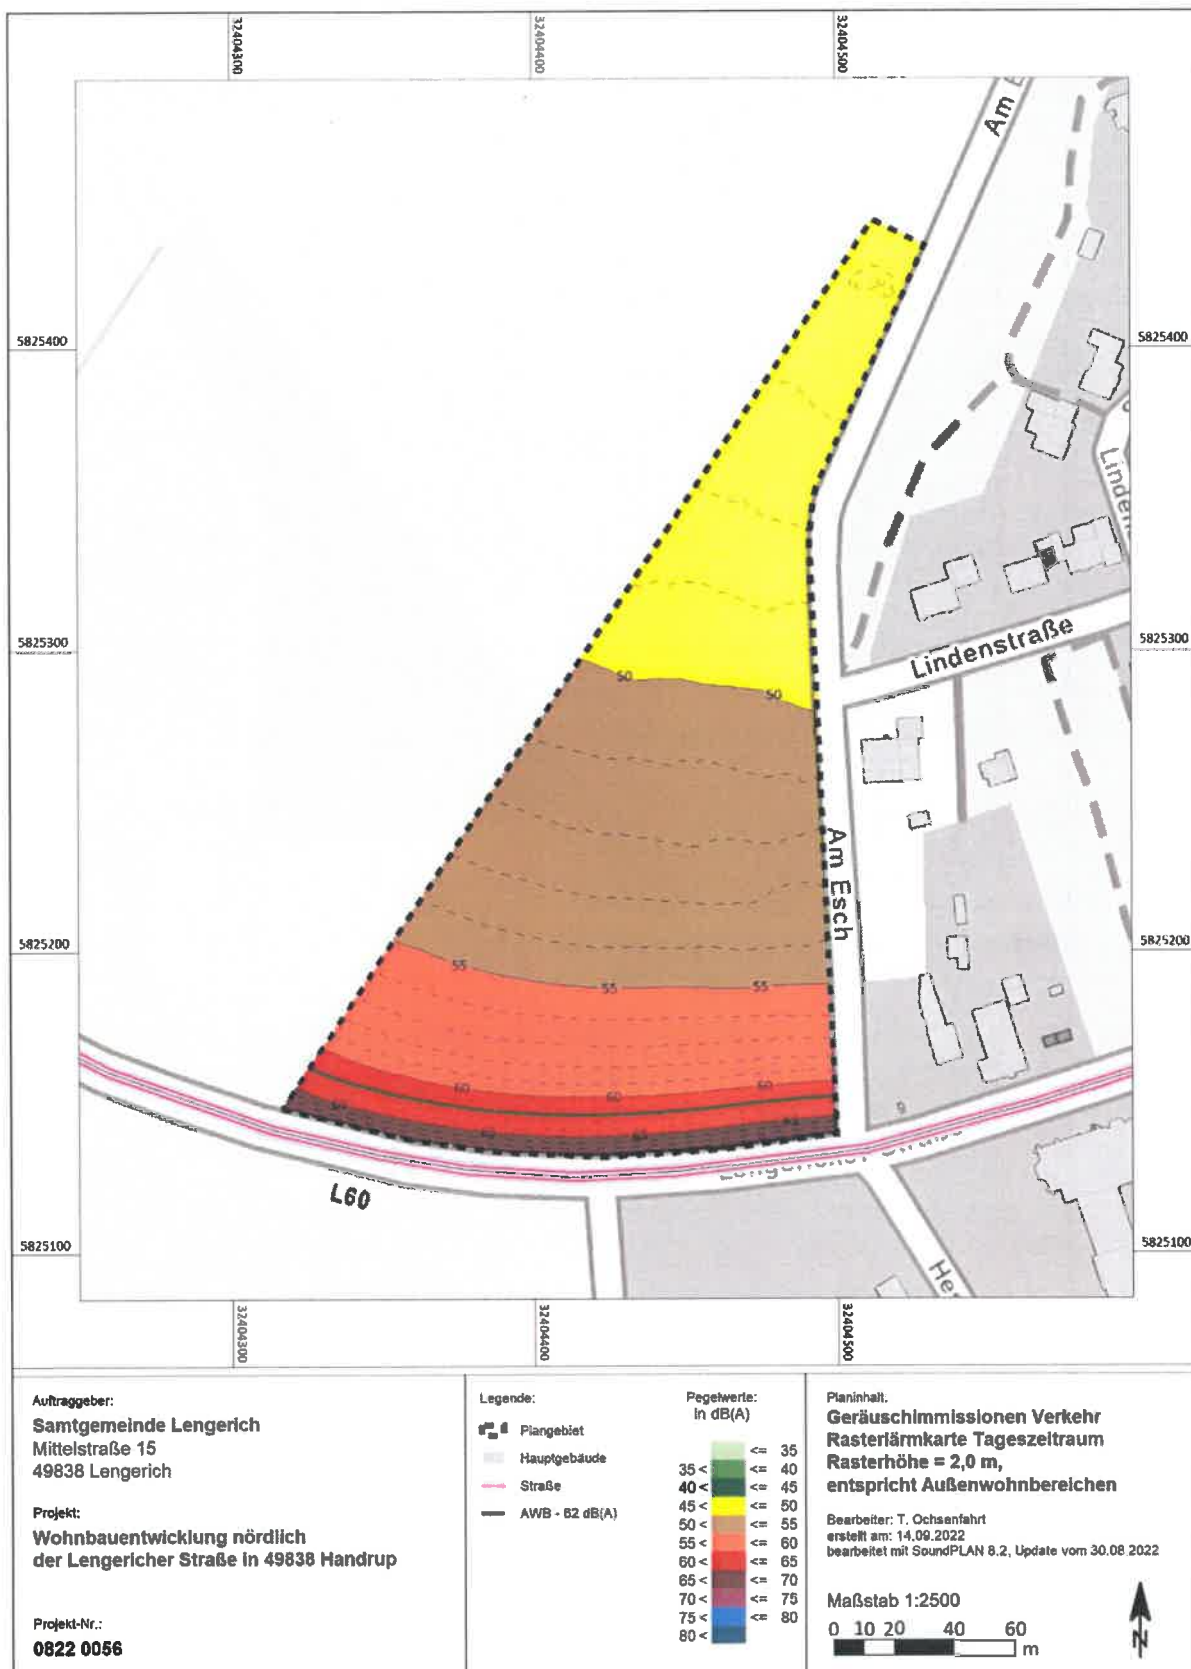 32404300
32404400
32404500
Am E
5825400
5825400
Linden
5825300
5825300
Lindenstraße
50
50
Am Esch
5825200
5825200
55
55
55
60
60
60
9
L60
5825100
5825100
32404300
32404400
32404500
Auftraggeber:
Samtgemeinde Lengerich
Mittelstraße 15
49838 Lengerich
Projekt:
Wohnbauentwicklung nördlich
der Lengericher Straße in 49838 Handrup
Projekt-Nr.:
0822 0056
Legende:
Plangebiet
Hauptgebäude
Straße
AWB - 62 dB(A)
Pegelwerte:
in dB(A)
<= 35
35 < <= 40
40 < <= 45
45 < <= 50
50 < <= 55
55 < <= 60
60 < <= 65
65 < <= 70
70 < <= 75
75 < <= 80
80 <
Planinhalt:
Geräuschimmissionen Verkehr
Rasterlärmkarte Tageszeitraum
Rasterhöhe = 2,0 m,
entspricht Außenwohnbereichen
Bearbeiter: T. Ochsenfahrt
erstellt am: 14.09.2022
bearbeitet mit SoundPLAN 8.2, Update vom 30.08.2022
Maßstab 1:2500
0 10 20 40 60
m
N